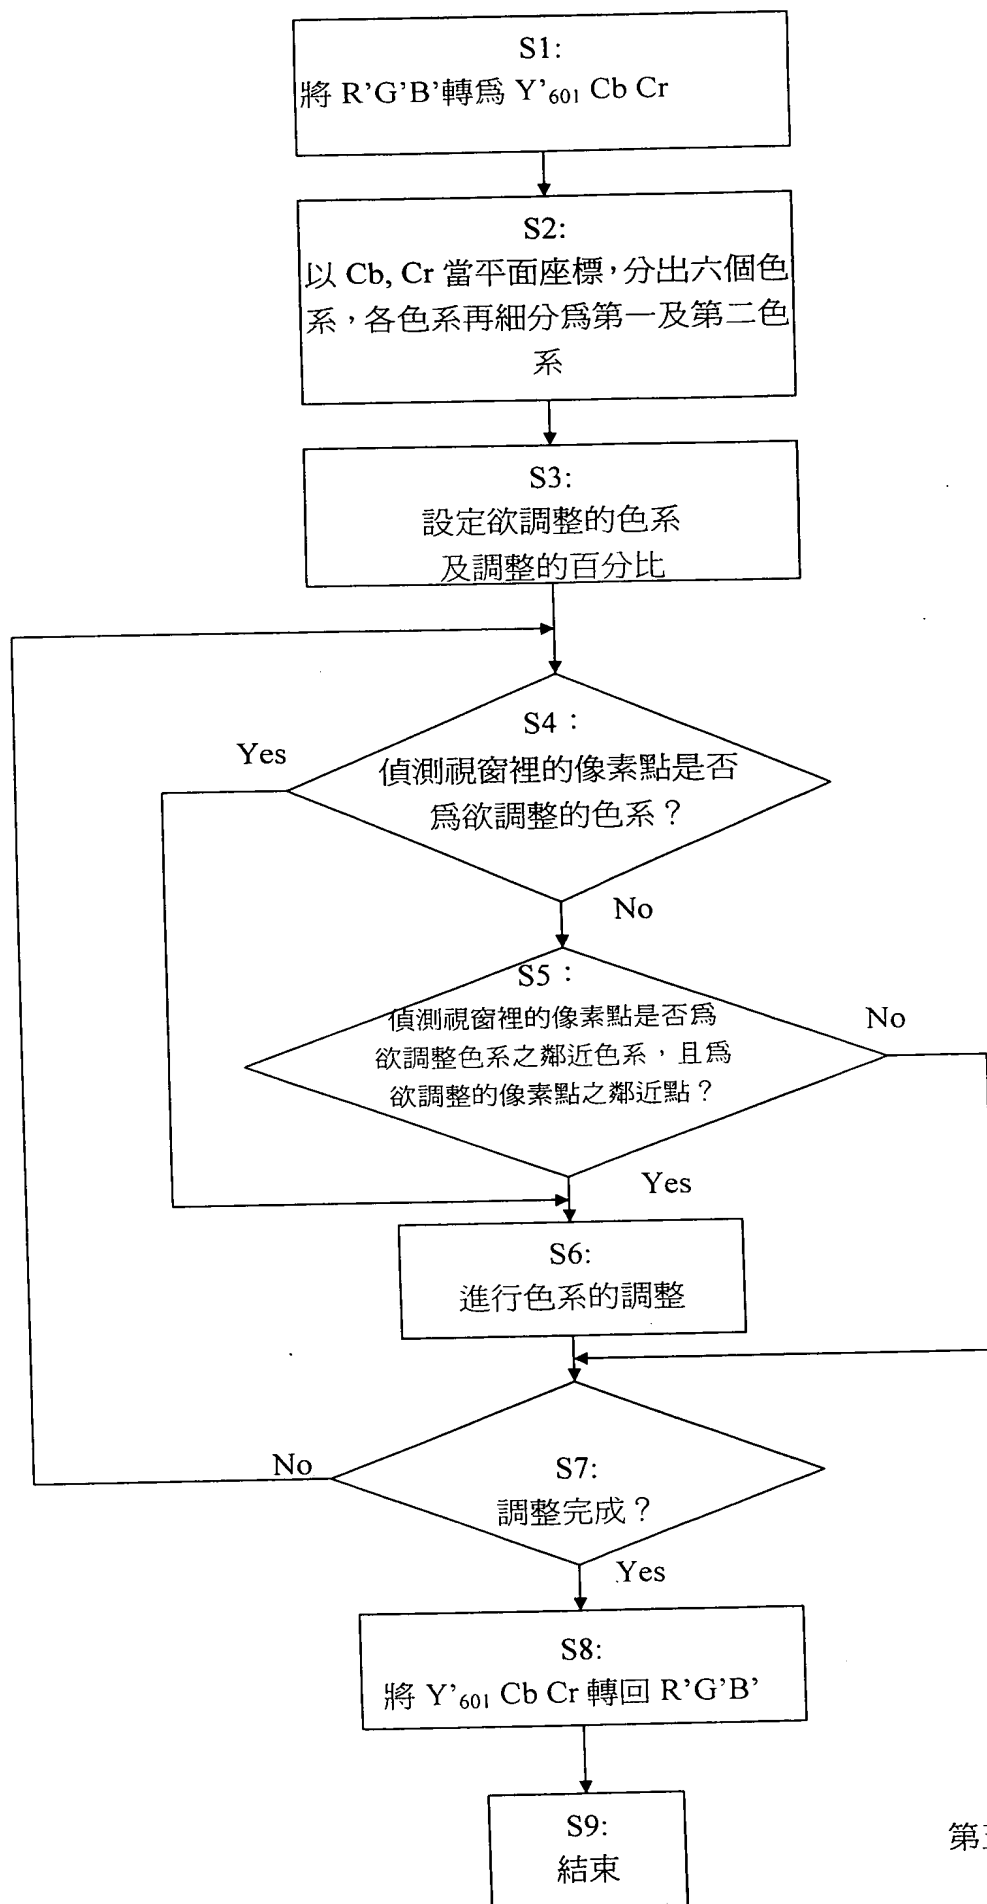 S1:
將 R’G’B’轉爲 Y’₆₀₁ Cb Cr
S2:
以 Cb, Cr 當平面座標，分出六個色
系，各色系再細分爲第一及第二色
系
S3:
設定欲調整的色系
及調整的百分比
S4：
偵測視窗裡的像素點是否
爲欲調整的色系？
Yes
No
S5：
偵測視窗裡的像素點是否爲
欲調整色系之鄰近色系，且爲
欲調整的像素點之鄰近點？
No
Yes
S6:
進行色系的調整
S7:
調整完成？
No
Yes
S8:
將 Y’₆₀₁ Cb Cr 轉回 R’G’B’
S9:
結束
第